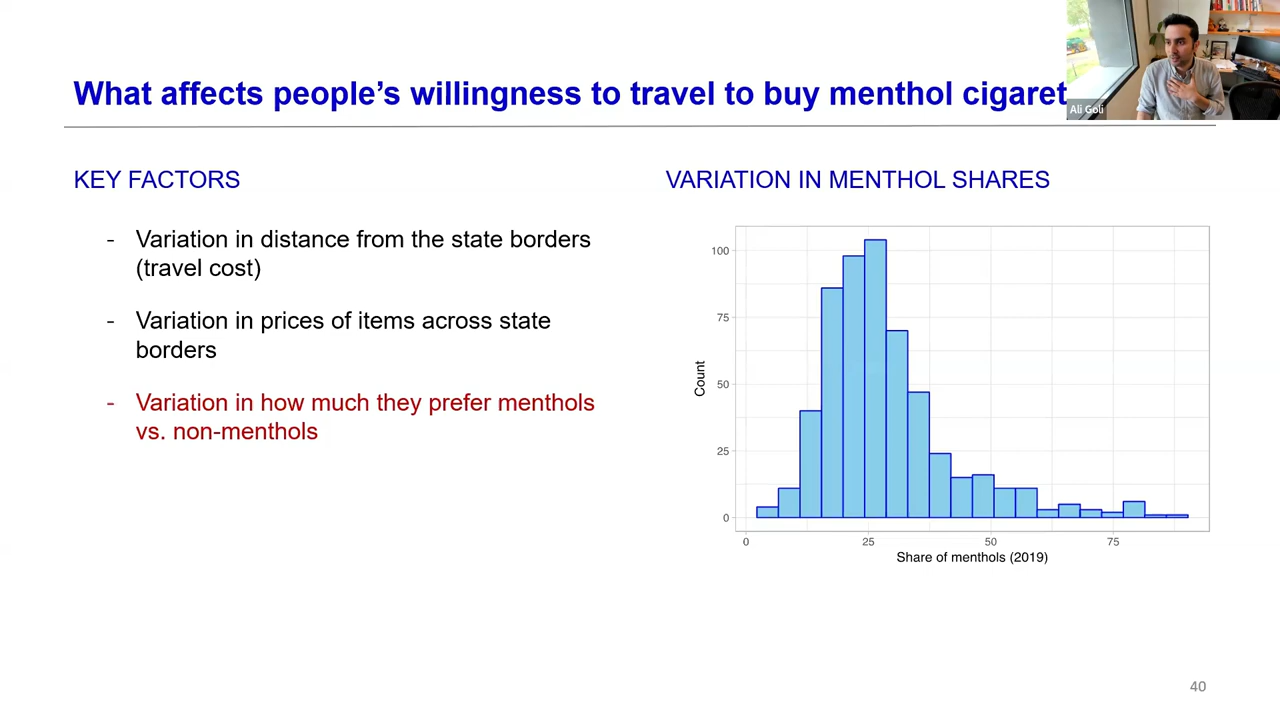 What affects people's willingness to travel to buy menthol cigaret
Ali Goli
KEY FACTORS
- Variation in distance from the state borders
(travel cost)
- Variation in prices of items across state
borders
- Variation in how much they prefer menthols
vs. non-menthols
VARIATION IN MENTHOL SHARES
Count
100
75
50
25
0
0 25 50 75
Share of menthols (2019)
40